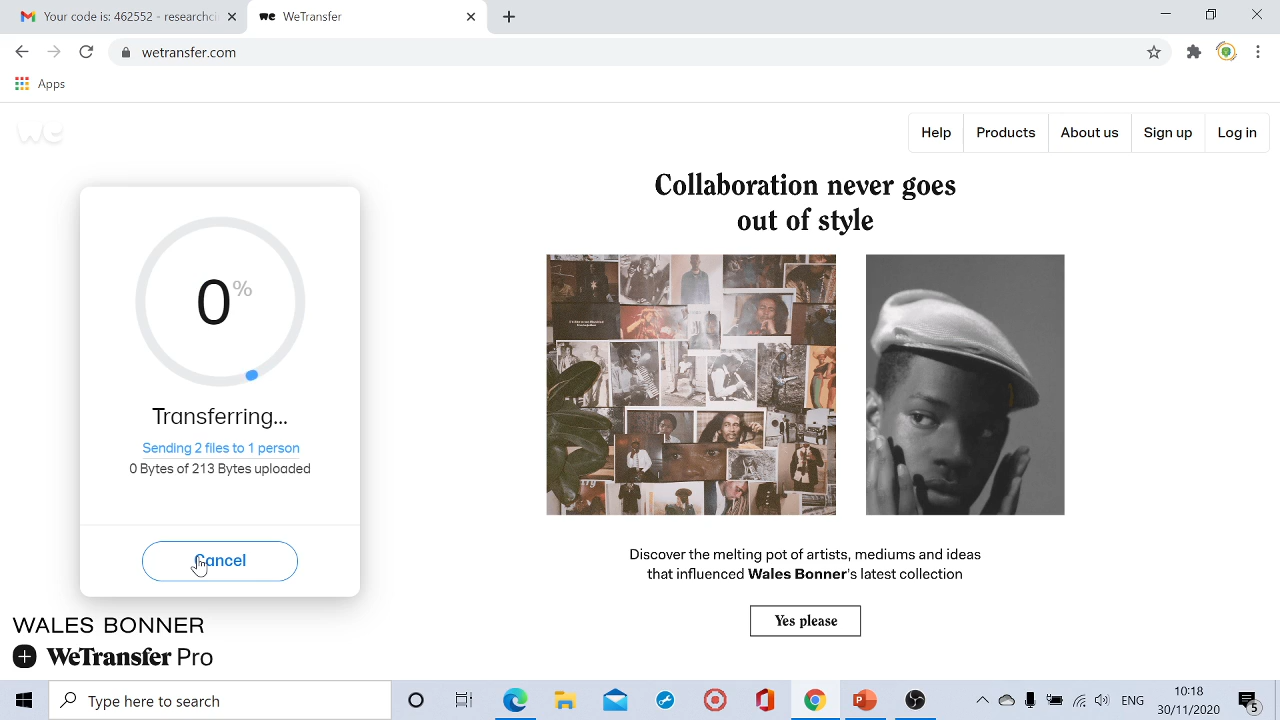 Your code is: 462552 - researchci
WeTransfer
wetransfer.com
Apps
we
Help
Products
About us
Sign up
Log in
0%
Transferring...
Sending 2 files to 1 person
0 Bytes of 213 Bytes uploaded
Cancel
Collaboration never goes
out of style
Discover the melting pot of artists, mediums and ideas
that influenced Wales Bonner's latest collection
Yes please
WALES BONNER
WeTransfer Pro
Type here to search
ENG
10:18
30/11/2020
5